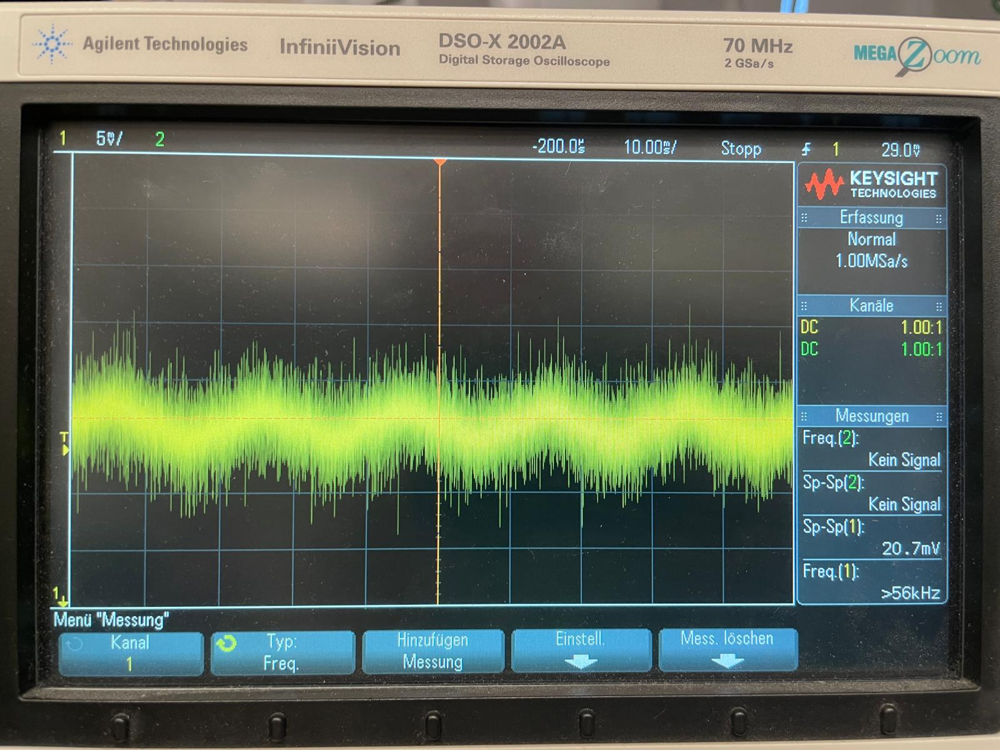 Agilent Technologies InfiniiVision DSO-X 2002A 70 MHz MEGA Zoom
Digital Storage Oscilloscope 2 GSa/s
1 5mV/ 2 -200.0µs 10.00ms/ Stopp 1 29.0mV
KEYSIGHT
TECHNOLOGIES
Erfassung
Normal
1.00MSa/s
Kanäle
DC 1.00:1
DC 1.00:1
Messungen
T
Freq.(2):
Kein Signal
Sp-Sp(2):
Kein Signal
Sp-Sp(1):
20.7mV
Freq.(1):
>56kHz
1
Menü "Messung"
Kanal
1
Typ:
Freq.
Hinzufügen
Messung
Einstell.
Mess. löschen